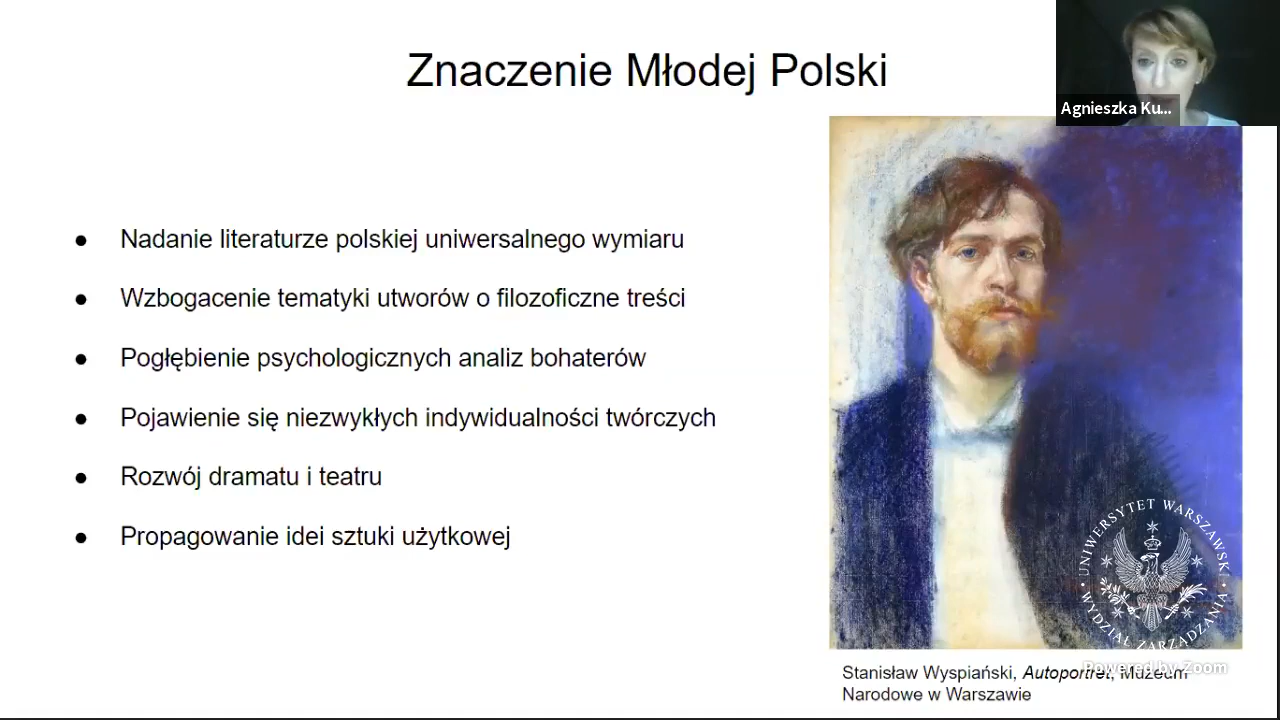 Znaczenie Młodej Polski
Agnieszka Ku...
● Nadanie literaturze polskiej uniwersalnego wymiaru
● Wzbogacenie tematyki utworów o filozoficzne treści
● Pogłębienie psychologicznych analiz bohaterów
● Pojawienie się niezwykłych indywidualności twórczych
● Rozwój dramatu i teatru
● Propagowanie idei sztuki użytkowej
UNIWERSYTET WARSZAWSKI
WYDZIAŁ ZARZĄDZANIA
Powered by Zoom
Stanisław Wyspiański, Autoportret, Muzeum
Narodowe w Warszawie